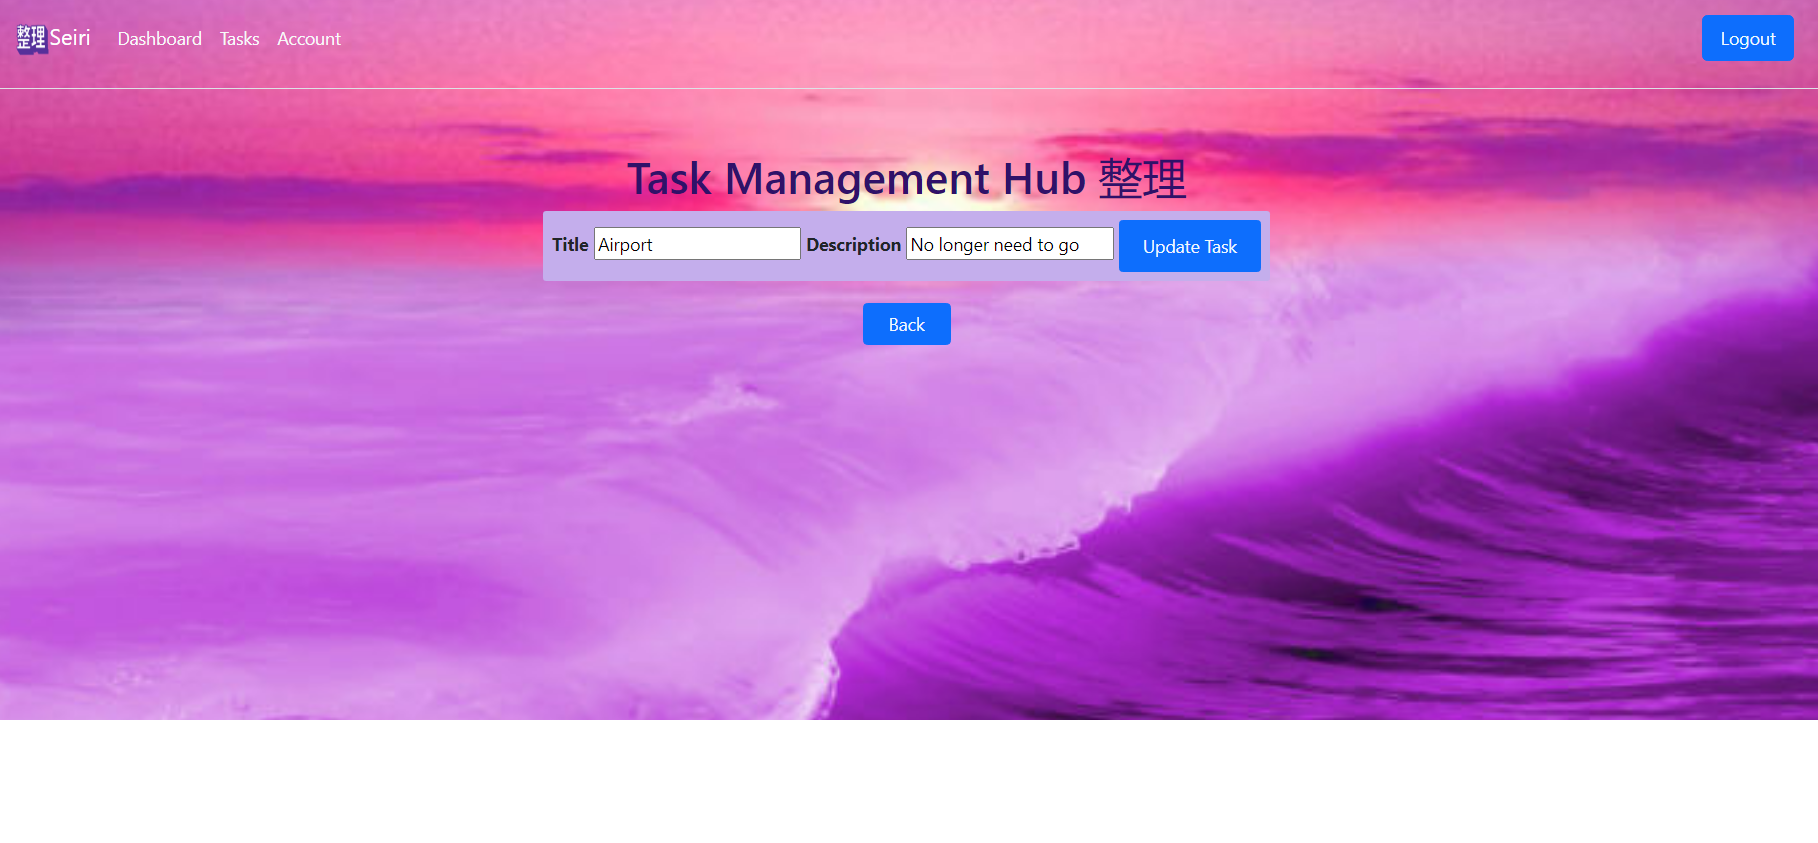 整理 Seiri Dashboard Tasks Account Logout
Task Management Hub 整理
Title Airport Description No longer need to go Update Task
Back